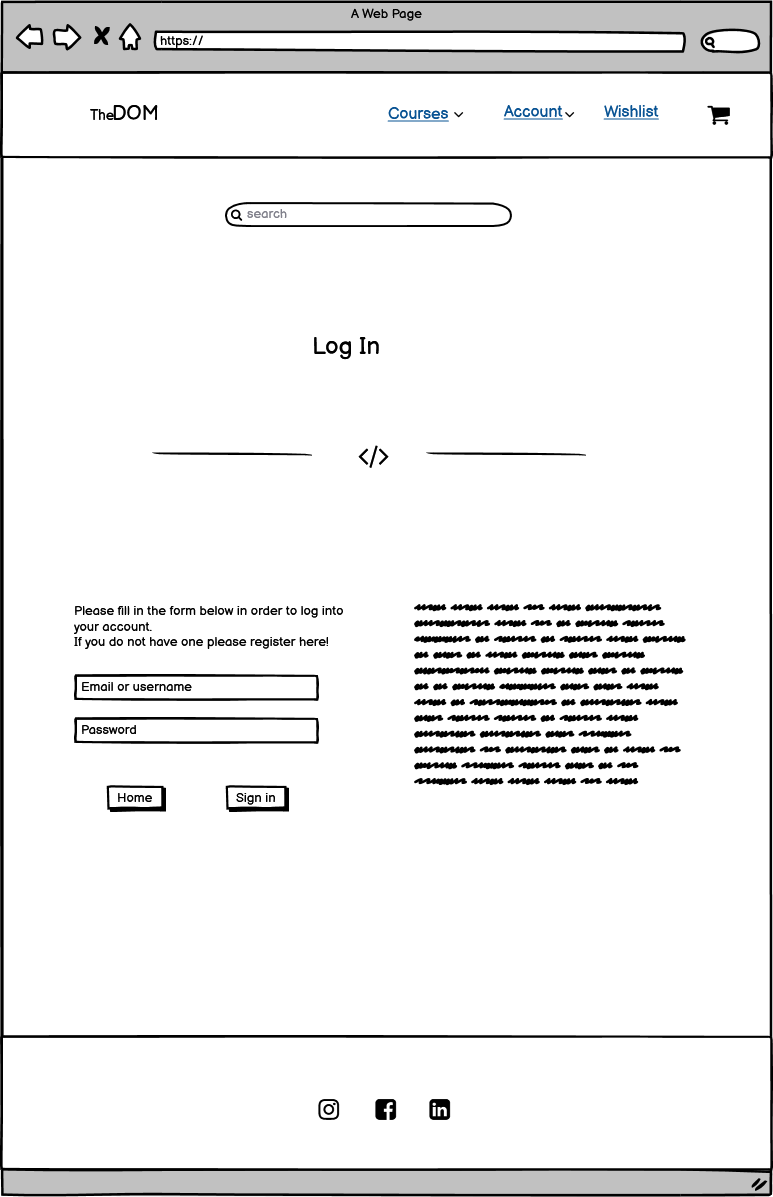 A Web Page
https://
TheDOM
Courses
Account
Wishlist
search
Log In
</>
Please fill in the form below in order to log into
your account.
If you do not have one please register here!
Email or username
Password
Home
Sign in